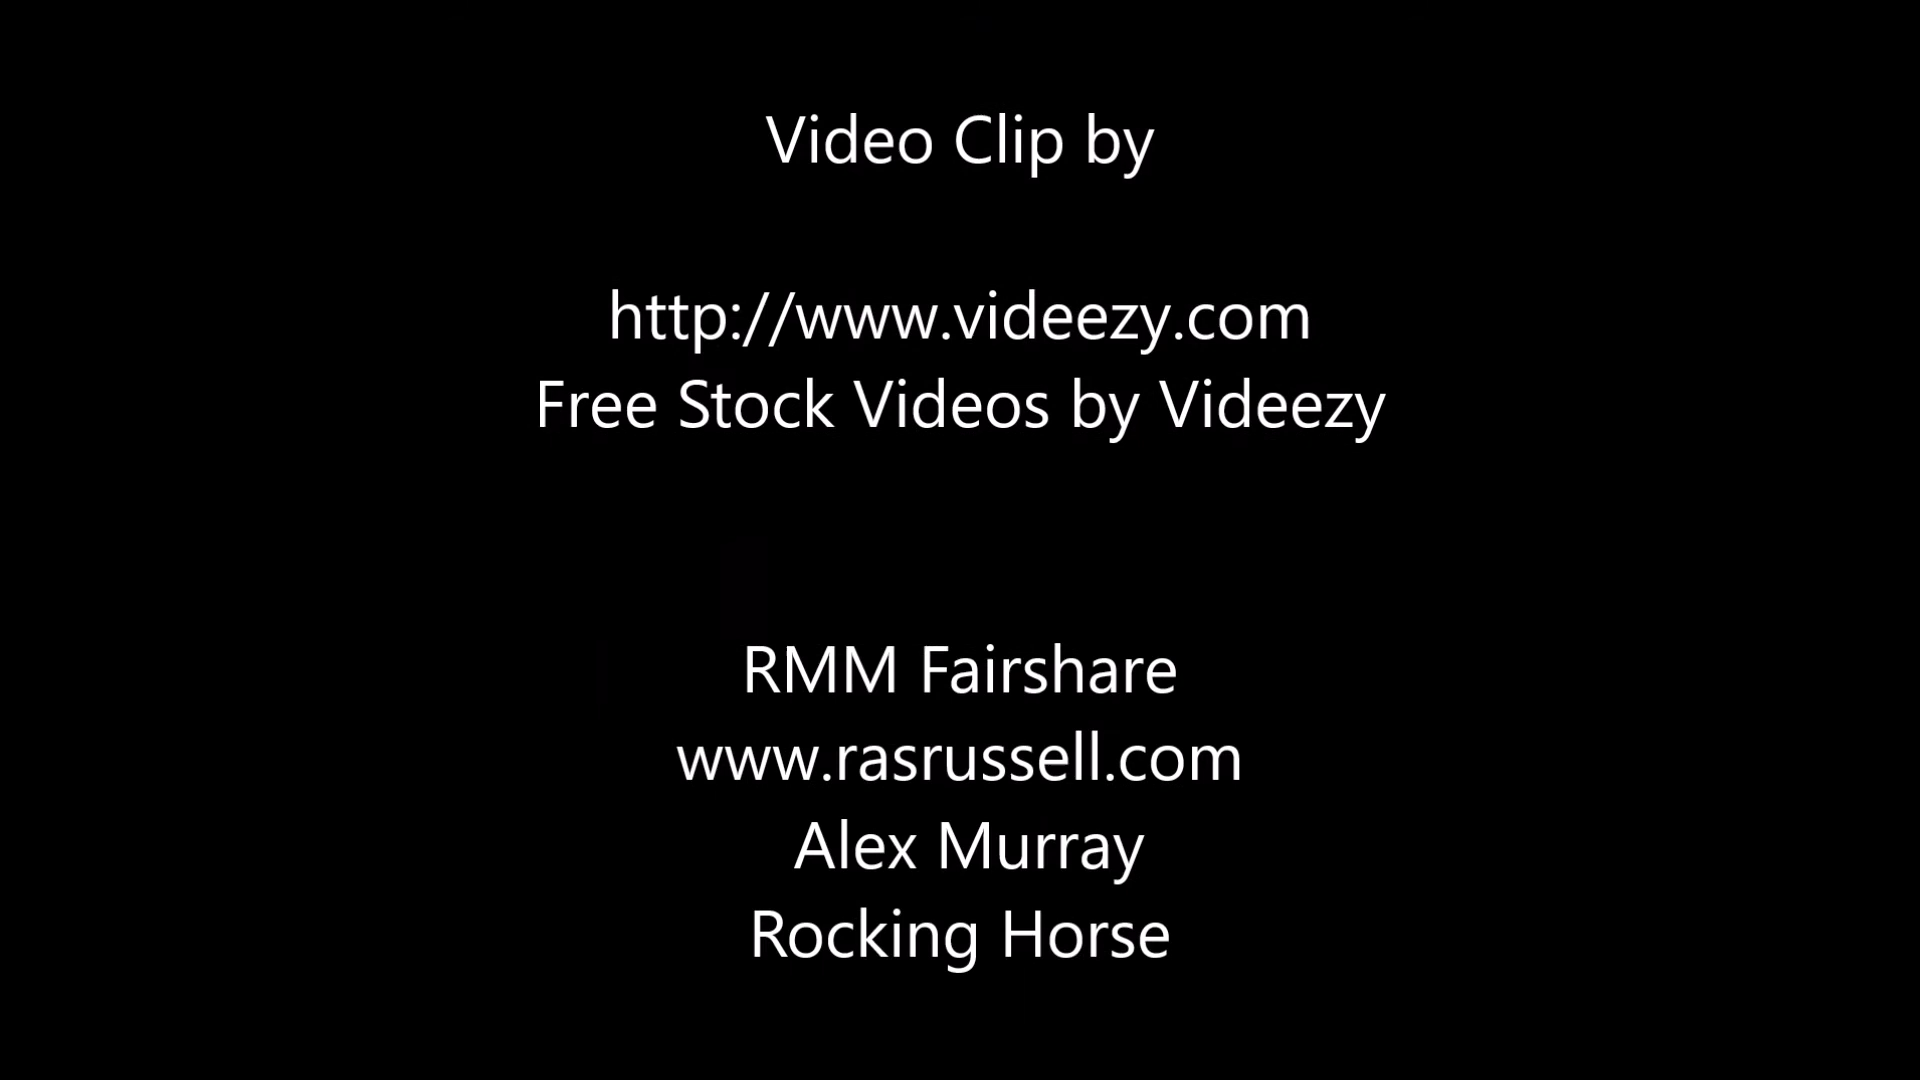 Video Clip by
http://www.videezy.com
Free Stock Videos by Videezy
RMM Fairshare
www.rasrussell.com
Alex Murray
Rocking Horse